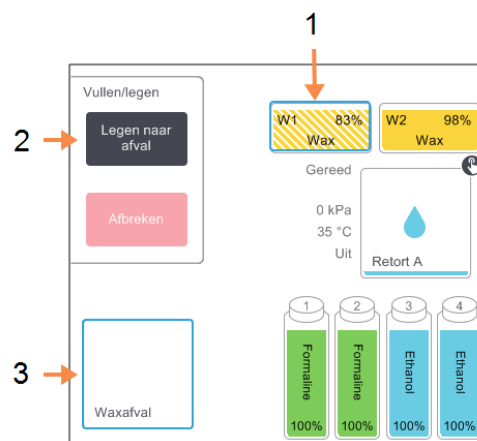 1
Vullen/legen
2
Legen naar
afval
Afbreken
W1 83%
Wax
W2 98%
Wax
Gereed
0 kPa
35 °C
Uit
Retort A
3
Waxafval
1
Formaline
100%
2
Formaline
100%
3
Ethanol
100%
4
Ethanol
100%